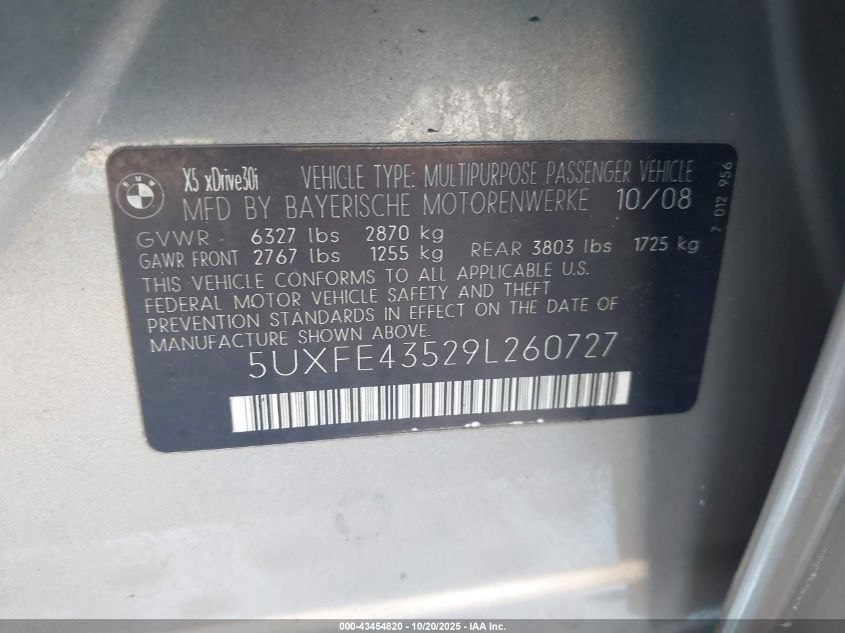 BMW
X5 xDrive30i VEHICLE TYPE: MULTIPURPOSE PASSENGER VEHICLE
MFD BY BAYERISCHE MOTORENWERKE 10/08
GVWR - 6327 lbs 2870 kg
GAWR FRONT 2767 lbs 1255 kg REAR 3803 lbs 1725 kg
THIS VEHICLE CONFORMS TO ALL APPLICABLE U.S.
FEDERAL MOTOR VEHICLE SAFETY AND THEFT
PREVENTION STANDARDS IN EFFECT ON THE DATE OF
MANUFACTURE SHOWN ABOVE.
5UXFE43529L260727
7 012 956
000-43454820 - 10/20/2025 - IAA Inc.